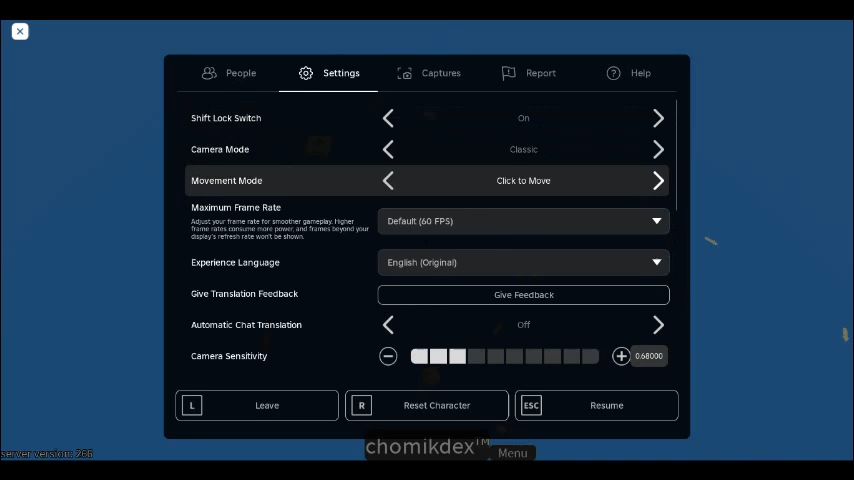 People
Settings
Captures
Report
Help
Shift Lock Switch
On
Camera Mode
Classic
Movement Mode
Click to Move
Maximum Frame Rate
Adjust your frame rate for smoother gameplay. Higher
frame rates consume more power, and frames beyond your
display's refresh rate won't be shown.
Default (60 FPS)
Experience Language
English (Original)
Give Translation Feedback
Give Feedback
Automatic Chat Translation
Off
Camera Sensitivity
0.68000
L Leave
R Reset Character
ESC Resume
chomikdex™
Menu
server version: 266